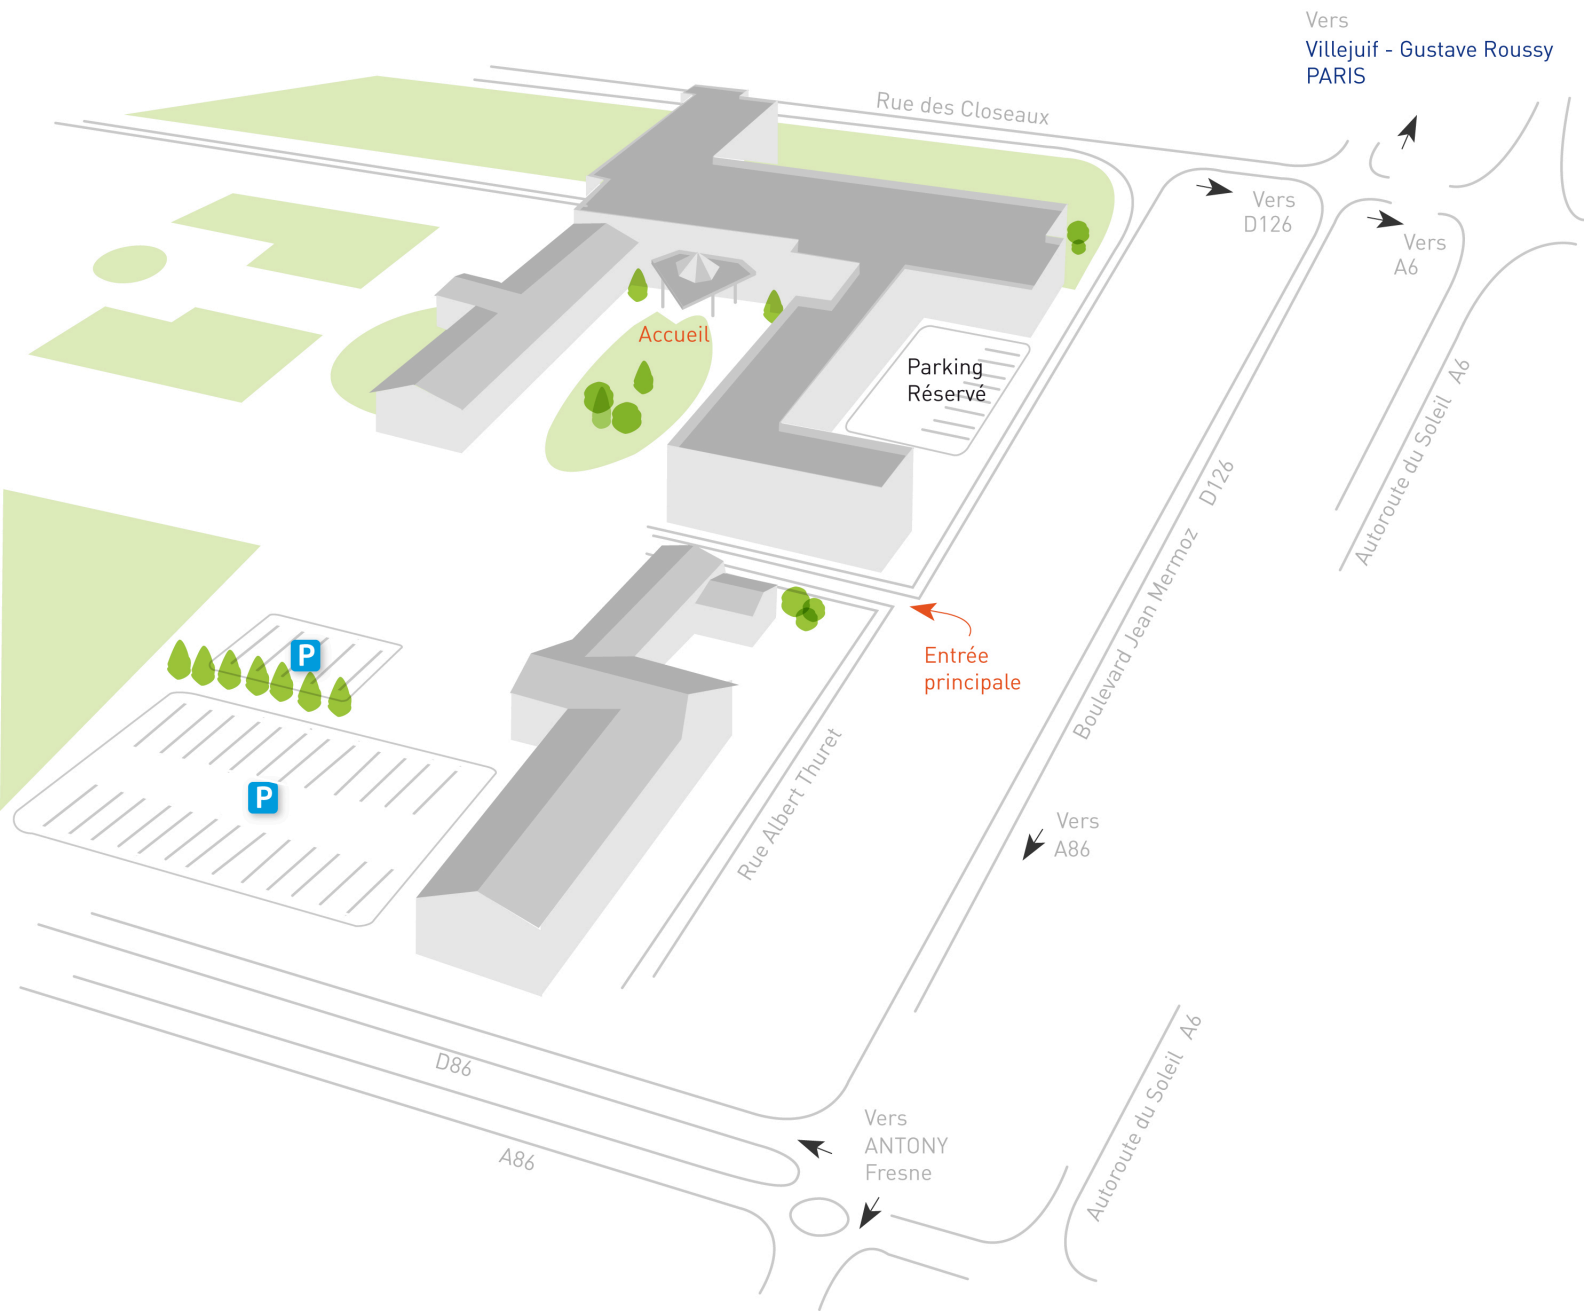 Vers
Villejuif - Gustave Roussy
PARIS
Rue des Closeaux
Vers
D126
Vers
A6
Accueil
Parking
Réservé
Autoroute du Soleil A6
Boulevard Jean Mermoz D126
P
Entrée
principale
P
Rue Albert Thuret
Vers
A86
D86
Autoroute du Soleil A6
Vers
ANTONY
Fresne
A86